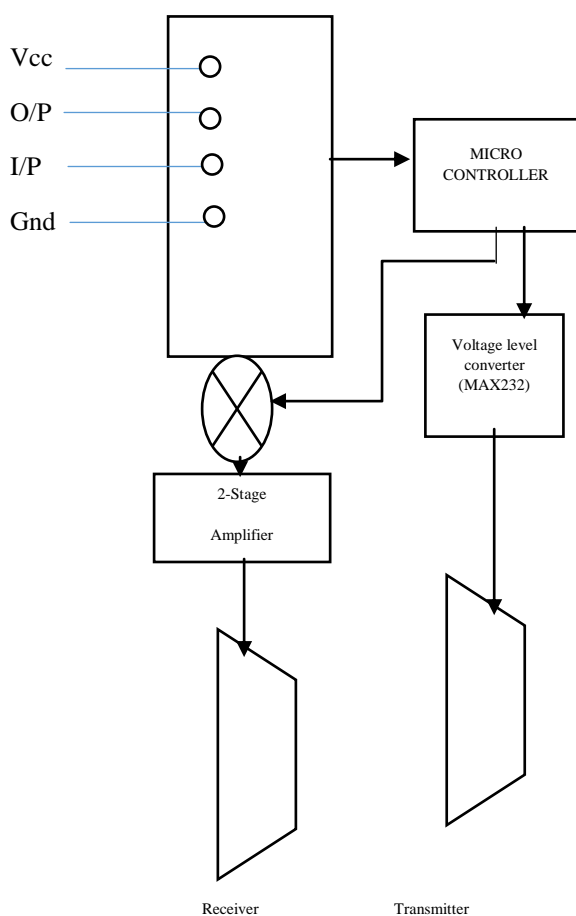 Vcc
O/P
I/P
Gnd
MICRO
CONTROLLER
Voltage level
converter
(MAX232)
2-Stage
Amplifier
Receiver
Transmitter